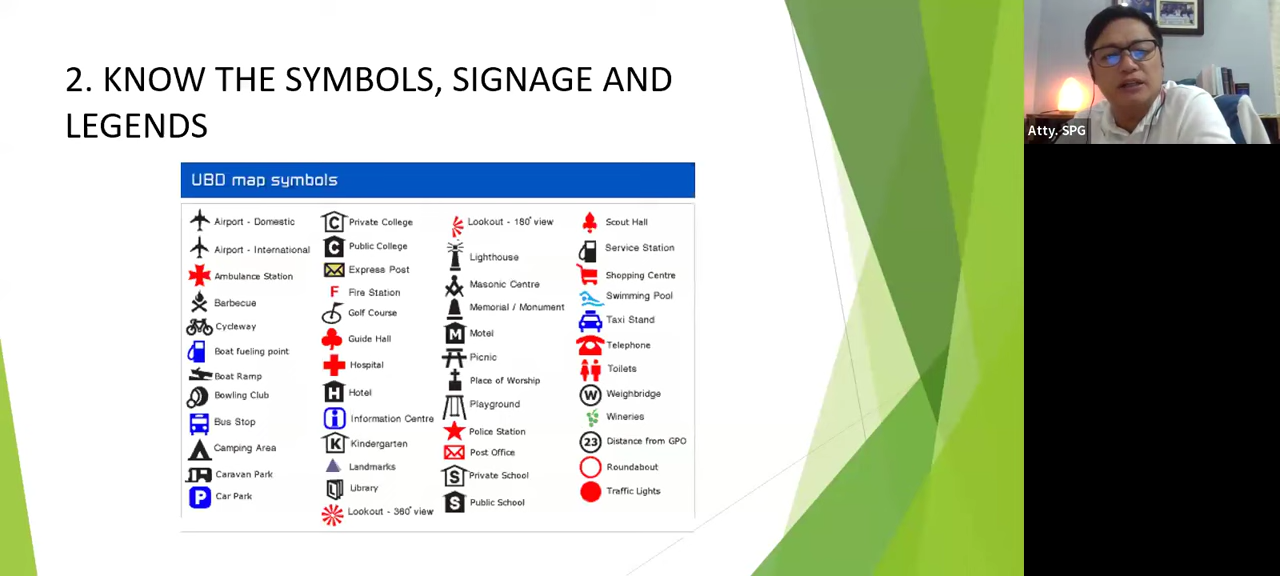 2. KNOW THE SYMBOLS, SIGNAGE AND
LEGENDS
UBD map symbols
Airport - Domestic
Airport - International
Ambulance Station
Barbecue
Cycleway
Boat fueling point
Boat Ramp
Bowling Club
Bus Stop
Camping Area
Caravan Park
P Car Park
C Private College
C Public College
Express Post
F Fire Station
Golf Course
Guide Hall
Hospital
H Hotel
i Information Centre
K Kindergarten
Landmarks
L Library
Lookout - 360° view
Lookout - 180° view
Lighthouse
Masonic Centre
Memorial / Monument
M Motel
Picnic
Place of Worship
Playground
Police Station
Post Office
S Private School
S Public School
Scout Hall
Service Station
Shopping Centre
Swimming Pool
Taxi Stand
Telephone
Toilets
W Weighbridge
Wineries
23 Distance from GPO
Roundabout
Traffic Lights
Atty. SPG